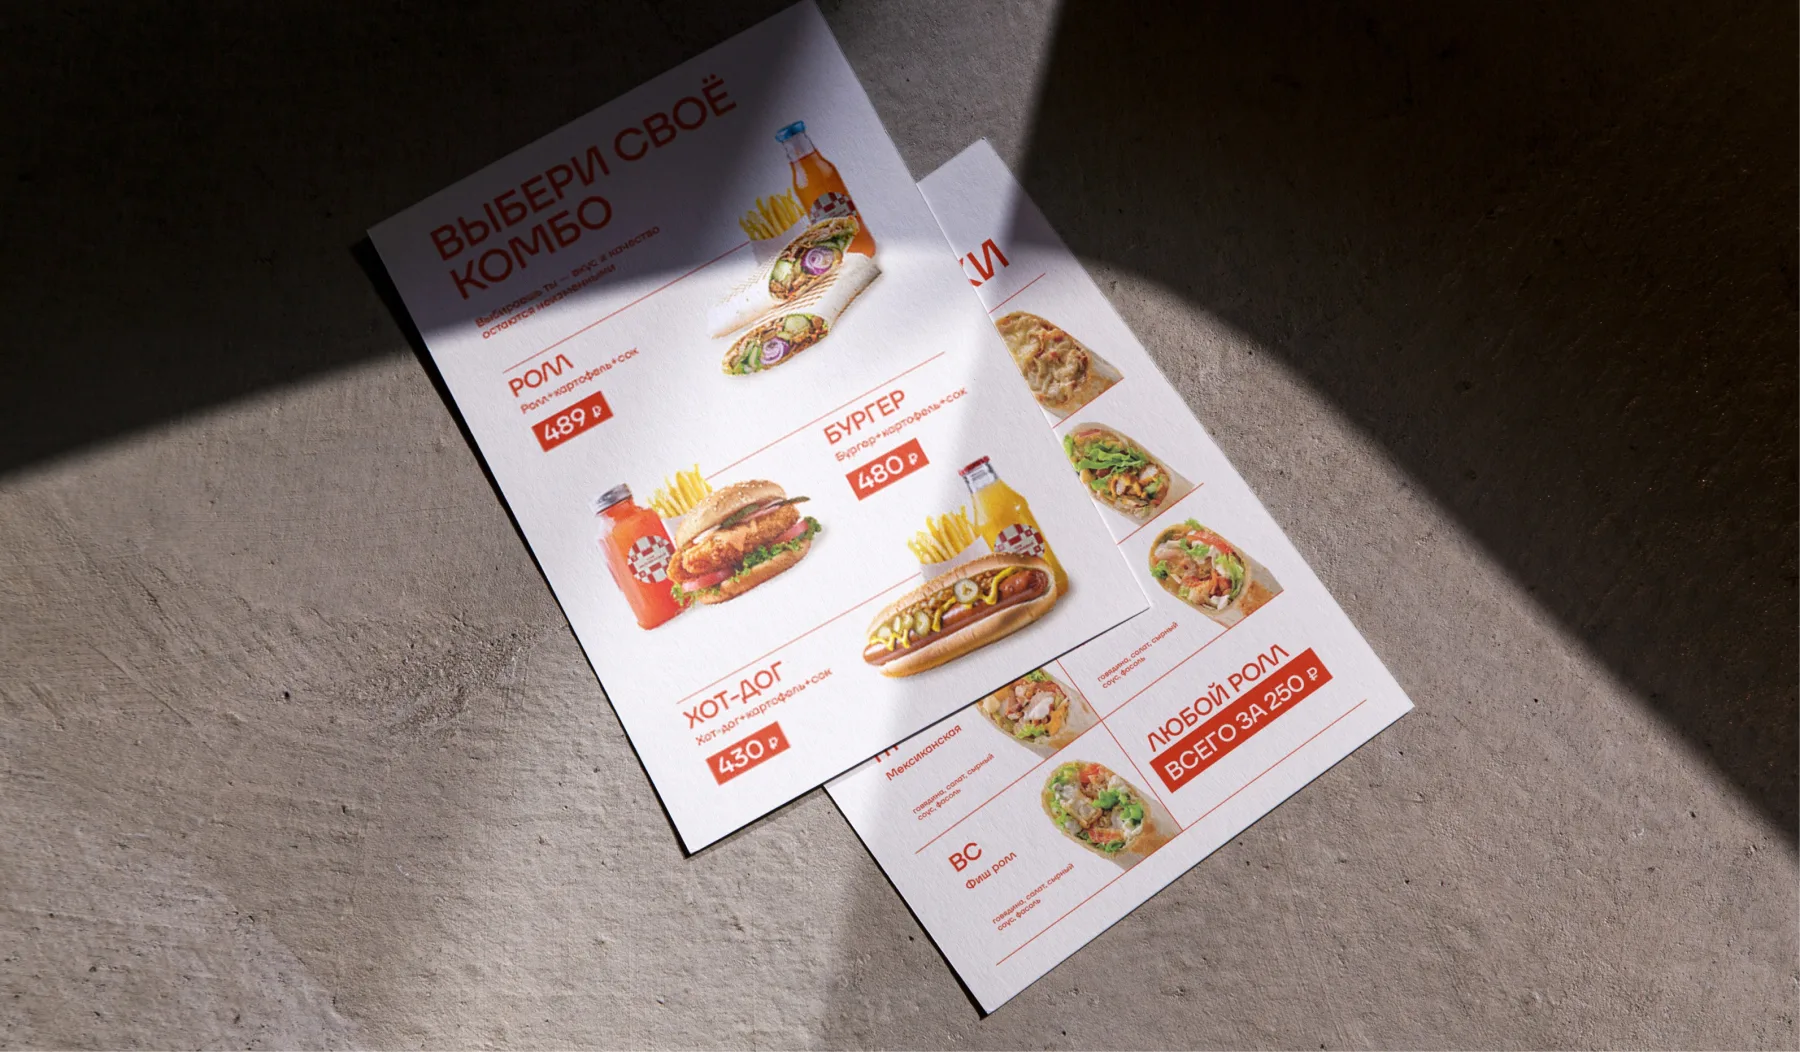 ВЫБЕРИ СВОЁ
КОМБО
Выбираешь ты — вкус и качество
остаются неизменными
РОЛЛ
Ролл+картофель+сок
489 ₽
БУРГЕР
Бургер+картофель+сок
480 ₽
ХОТ-ДОГ
Хот-дог+картофель+сок
430 ₽
КИ
говядина, салат, сырный
соус, фасоль
ЛЮБОЙ РОЛЛ
ВСЕГО ЗА 250 ₽
Мексиканская
говядина, салат, сырный
соус, фасоль
ВС
Фиш ролл
говядина, салат, сырный
соус, фасоль